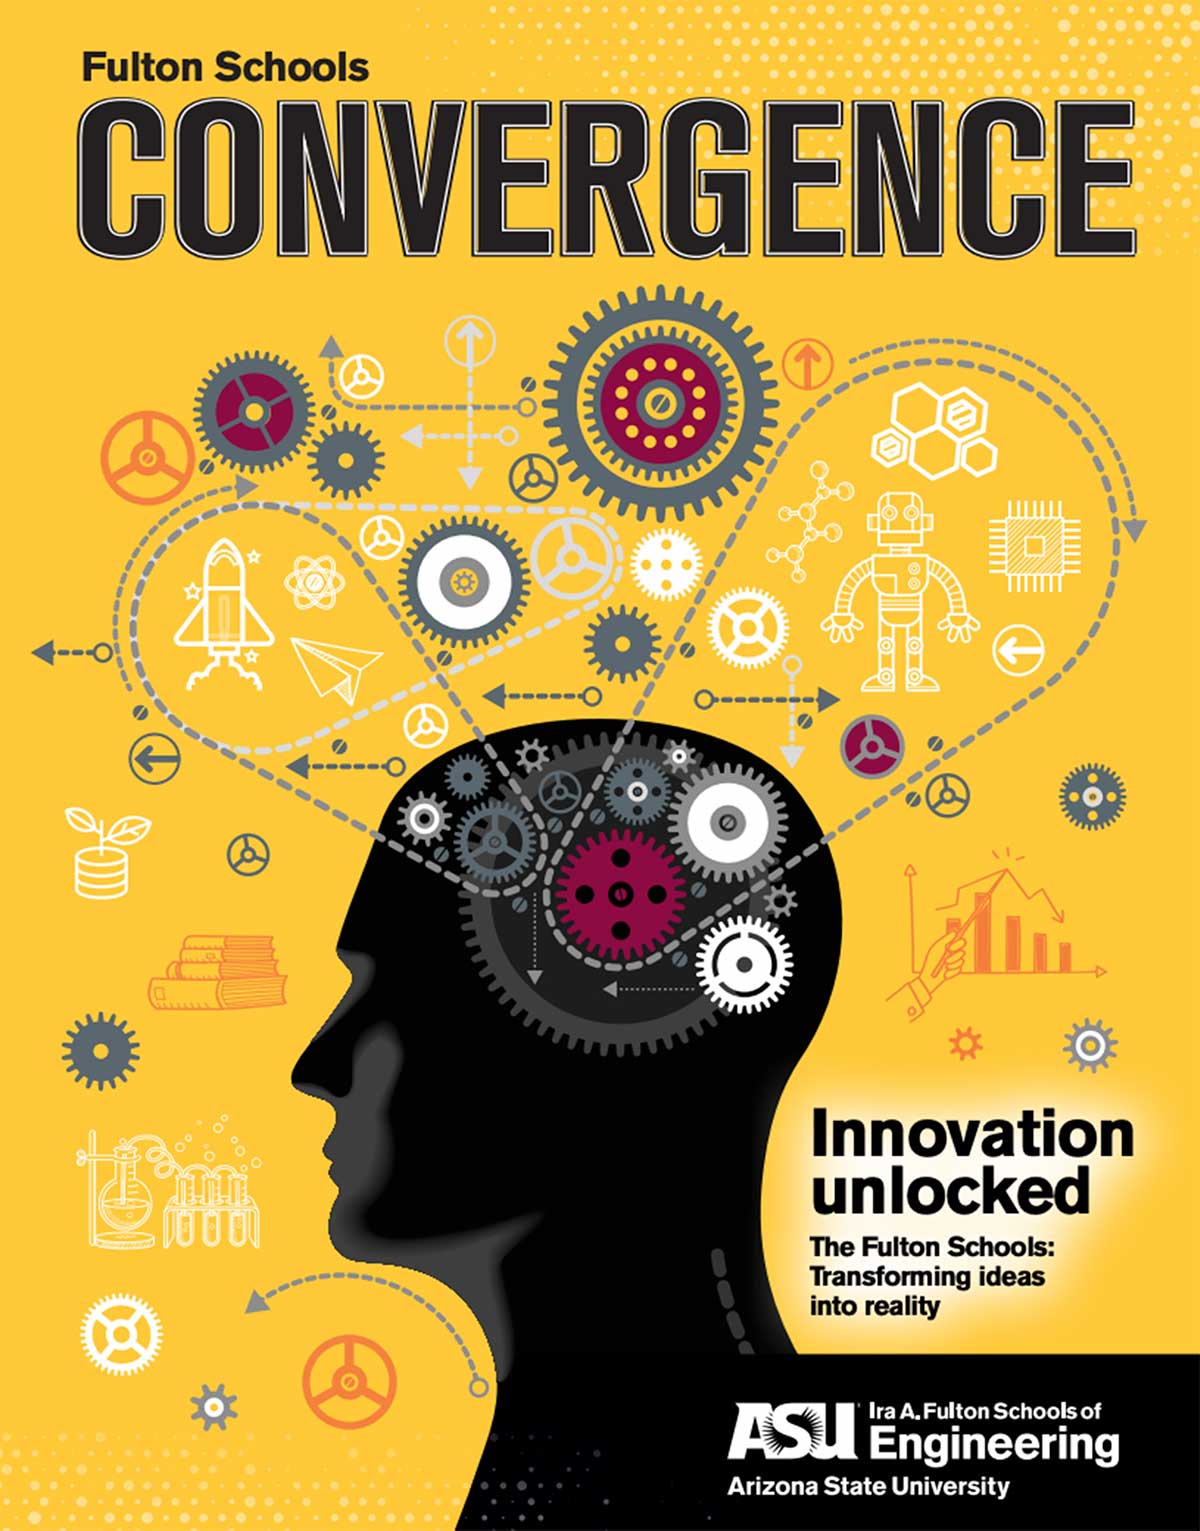 Fulton Schools
CONVERGENCE
Innovation
unlocked
The Fulton Schools:
Transforming ideas
into reality
ASU Ira A. Fulton Schools of
Engineering
Arizona State University